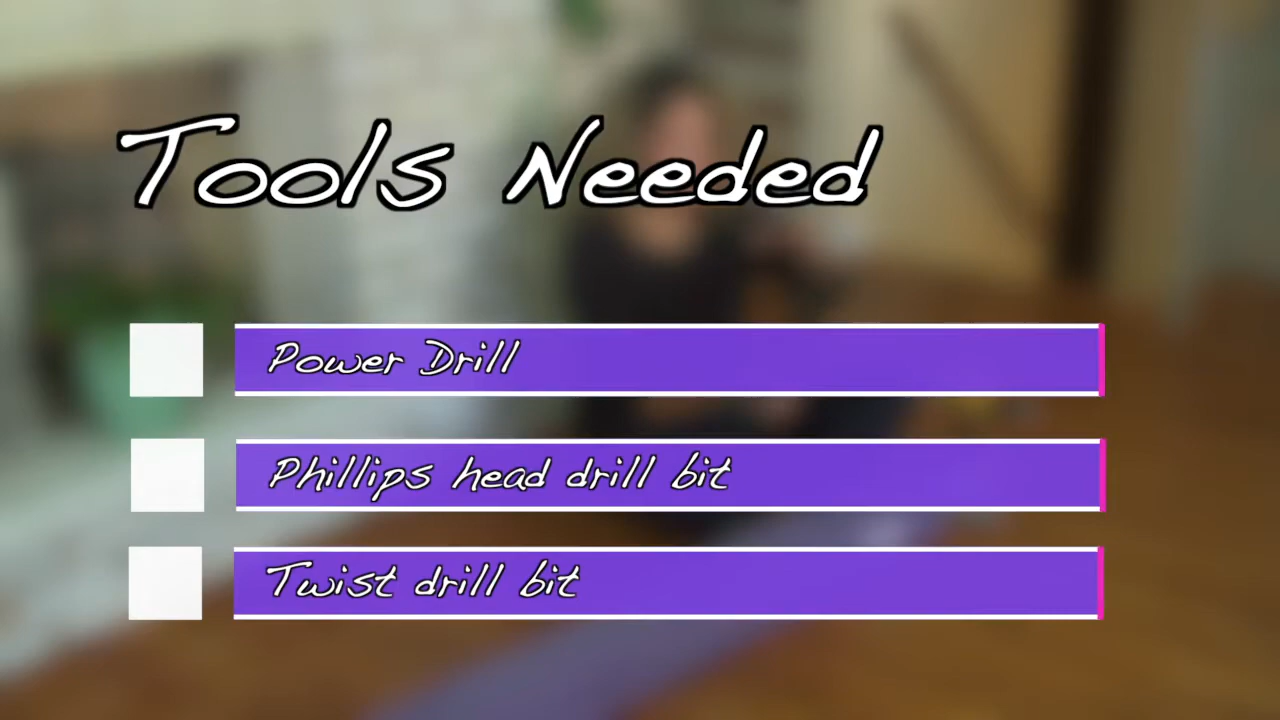 Tools Needed
Power Drill
Phillips head drill bit
Twist drill bit